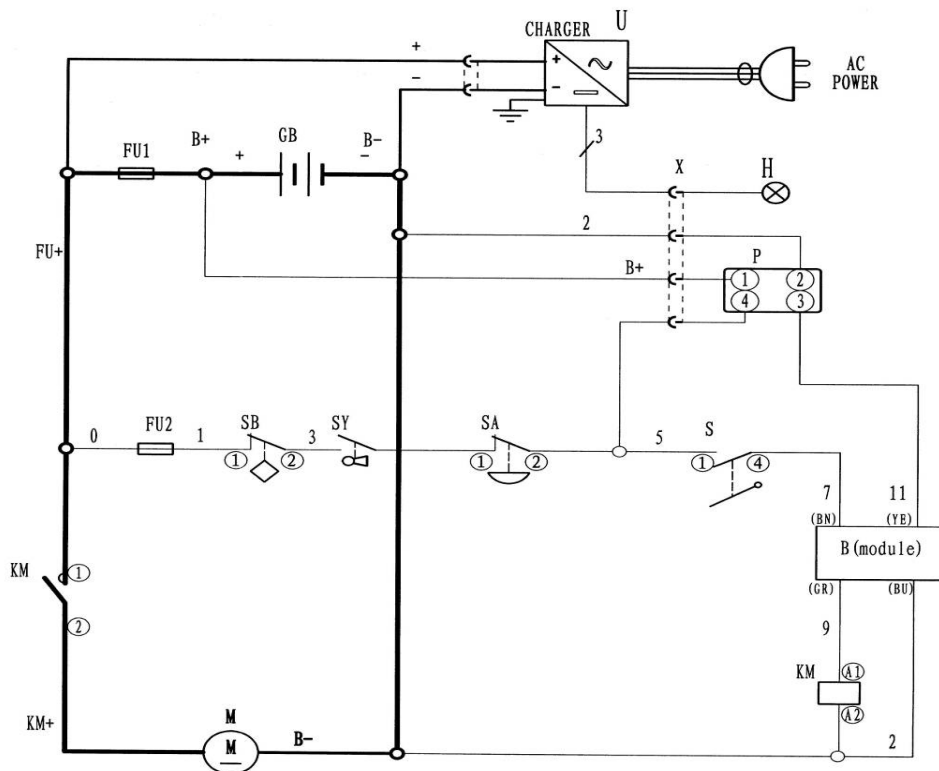 CHARGER U
+
+
AC
POWER
−
−
3
FU1
B+
+
GB
B-
−
X
H
2
P
FU+
B+
1 2
4 3
0
FU2
1
SB
3
SY
SA
5
S
1 2
1 2
1 4
7
11
(BN)
(YE)
B(module)
(GR)
(BU)
KM
1
2
9
KM
A1
A2
KM+
M
M
B-
2